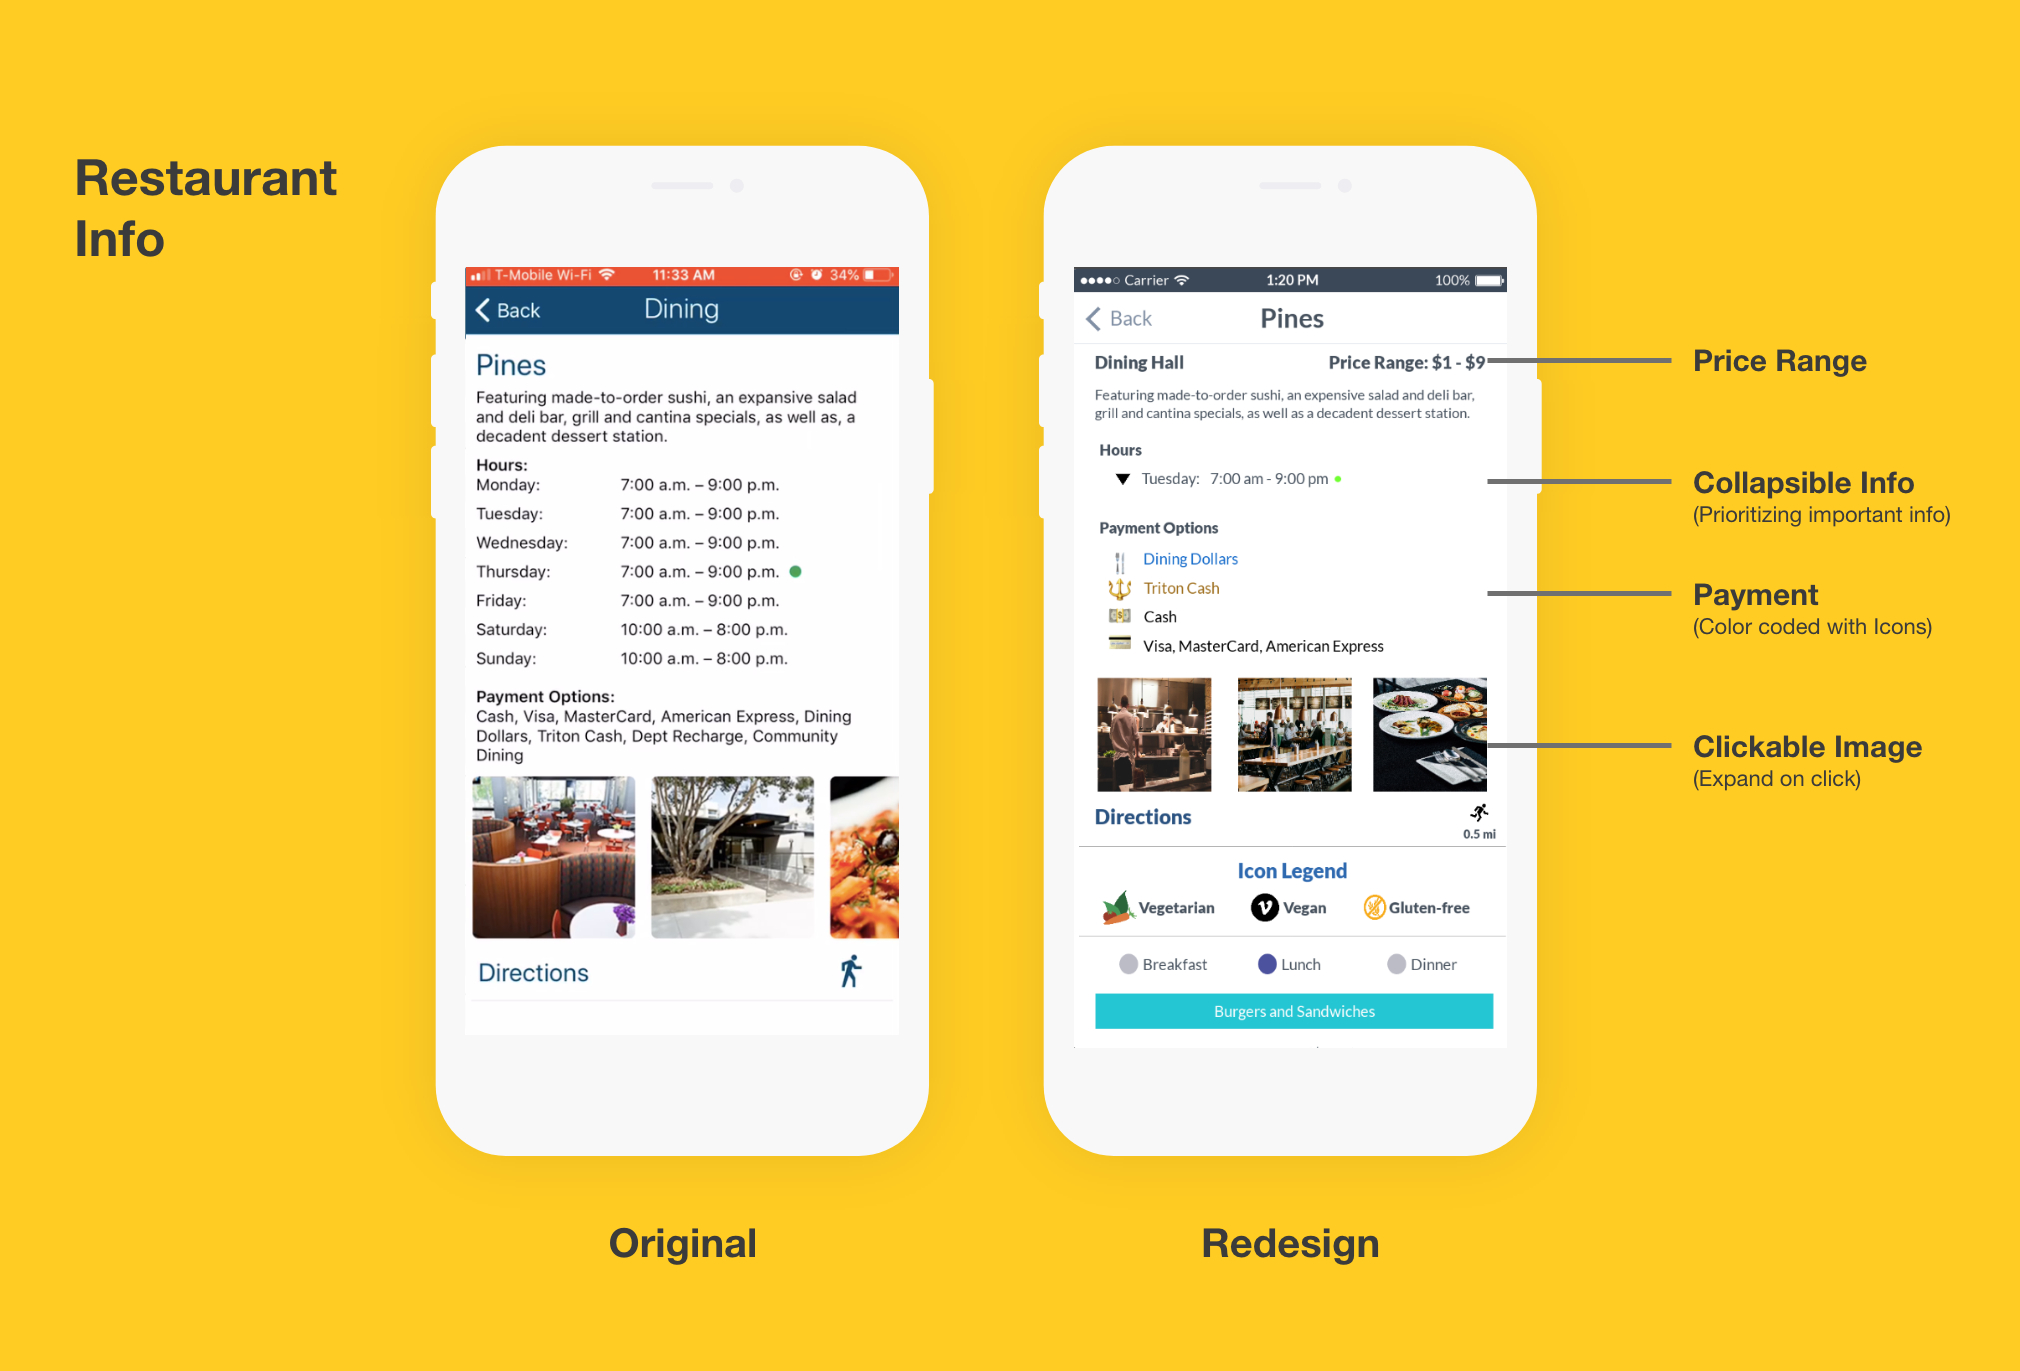 Restaurant
Info
T-Mobile Wi-Fi 11:33 AM 34%
Back Dining
Pines
Featuring made-to-order sushi, an expansive salad
and deli bar, grill and cantina specials, as well as, a
decadent dessert station.
Hours:
Monday: 7:00 a.m. – 9:00 p.m.
Tuesday: 7:00 a.m. – 9:00 p.m.
Wednesday: 7:00 a.m. – 9:00 p.m.
Thursday: 7:00 a.m. – 9:00 p.m.
Friday: 7:00 a.m. – 9:00 p.m.
Saturday: 10:00 a.m. – 8:00 p.m.
Sunday: 10:00 a.m. – 8:00 p.m.
Payment Options:
Cash, Visa, MasterCard, American Express, Dining
Dollars, Triton Cash, Dept Recharge, Community
Dining
Directions
Original
Carrier 1:20 PM 100%
Back Pines
Dining Hall Price Range: $1 - $9
Featuring made-to-order sushi, an expensive salad and deli bar,
grill and cantina specials, as well as a decadent dessert station.
Hours
Tuesday: 7:00 am - 9:00 pm
Payment Options
Dining Dollars
Triton Cash
Cash
Visa, MasterCard, American Express
Directions
0.5 mi
Icon Legend
Vegetarian V Vegan Gluten-free
Breakfast Lunch Dinner
Burgers and Sandwiches
Redesign
Price Range
Collapsible Info
(Prioritizing important info)
Payment
(Color coded with Icons)
Clickable Image
(Expand on click)